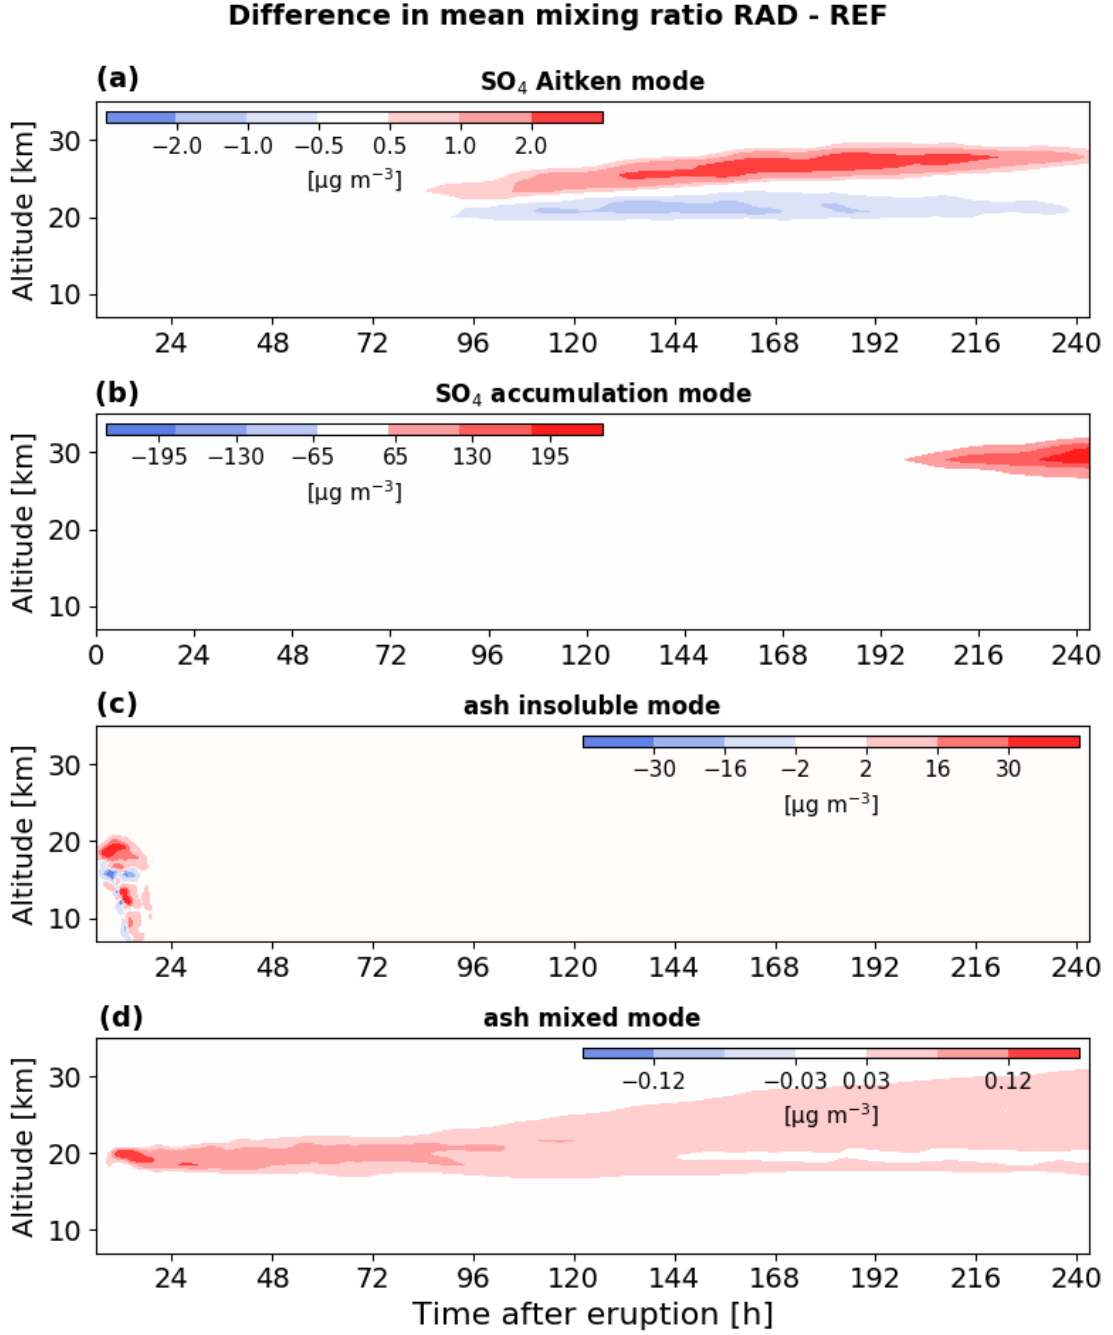 Difference in mean mixing ratio RAD - REF
(a)
SO₄ Aitken mode
−2.0 −1.0 −0.5 0.5 1.0 2.0
[µg m⁻³]
Altitude [km]
30
20
10
24 48 72 96 120 144 168 192 216 240
(b)
SO₄ accumulation mode
−195 −130 −65 65 130 195
[µg m⁻³]
Altitude [km]
30
20
10
0 24 48 72 96 120 144 168 192 216 240
(c)
ash insoluble mode
−30 −16 −2 2 16 30
[µg m⁻³]
Altitude [km]
30
20
10
24 48 72 96 120 144 168 192 216 240
(d)
ash mixed mode
−0.12 −0.03 0.03 0.12
[µg m⁻³]
Altitude [km]
30
20
10
24 48 72 96 120 144 168 192 216 240
Time after eruption [h]